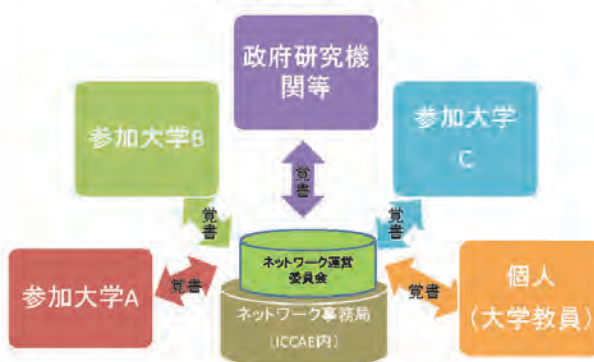 政府研究機
関等
参加大学B
参加大学
C
覚書
覚書
覚書
ネットワーク運営
委員会
参加大学A
覚書
覚書
個人
（大学教員）
ネットワーク事務局
（ICCAE内）